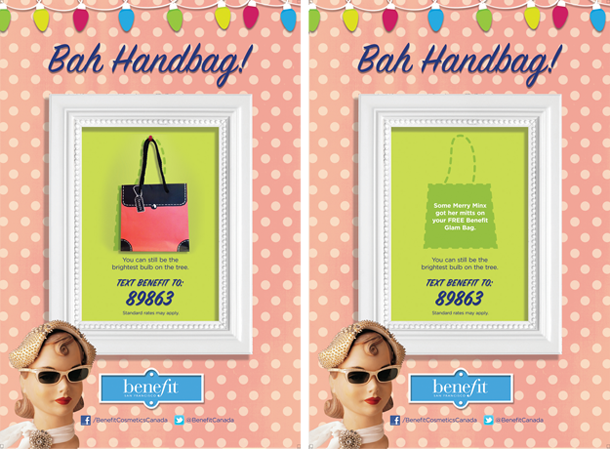 Bah Handbag!
You can still be the
brightest bulb on the tree.
TEXT BENEFIT TO:
89863
Standard rates may apply.
benefit
SAN FRANCISCO
/BenefitCosmeticsCanada
@BenefitCanada
Bah Handbag!
Some Merry Minx
got her mitts on
your FREE Benefit
Glam Bag.
You can still be the
brightest bulb on the tree.
TEXT BENEFIT TO:
89863
Standard rates may apply.
benefit
SAN FRANCISCO
/BenefitCosmeticsCanada
@BenefitCanada